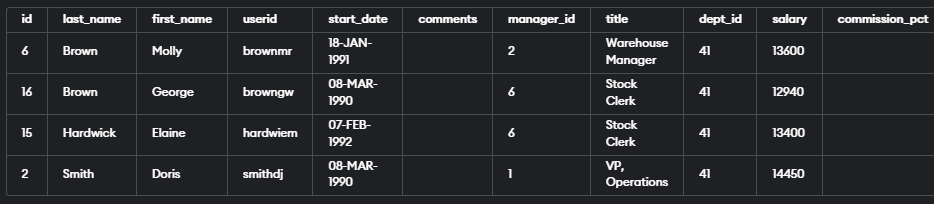 id last_name first_name userid start_date comments manager_id title dept_id salary commission_pct
6 Brown Molly brownmr 18-JAN-1991 2 Warehouse Manager 41 13600
16 Brown George browngw 08-MAR-1990 6 Stock Clerk 41 12940
15 Hardwick Elaine hardwiem 07-FEB-1992 6 Stock Clerk 41 13400
2 Smith Doris smithdj 08-MAR-1990 1 VP, Operations 41 14450